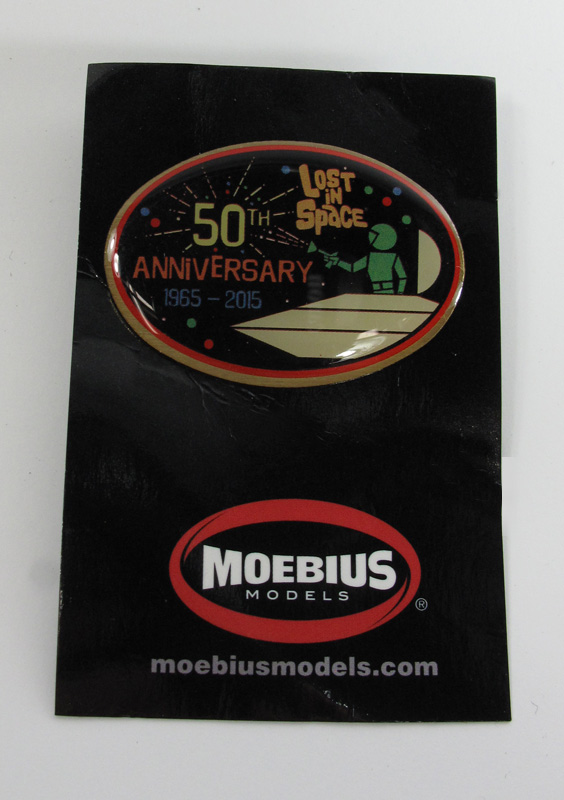 LOST
iN
SPACE
50TH
ANNiVERSARY
1965 – 2015
MOEBIUS
MODELS
®
moebiusmodels.com